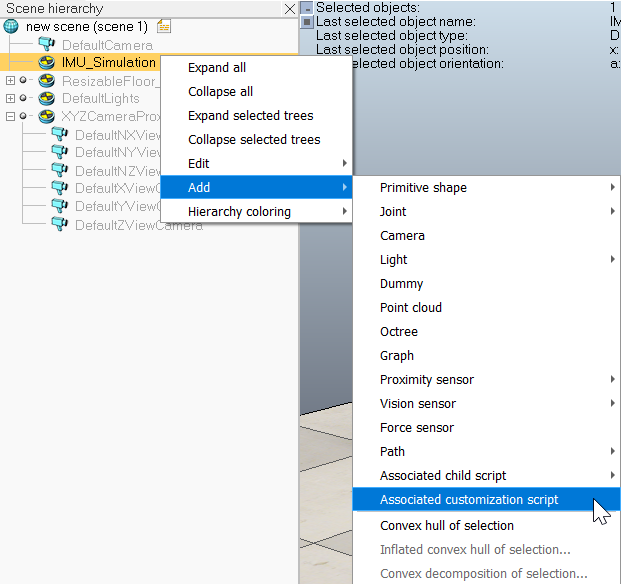 Scene hierarchy
new scene (scene 1)
DefaultCamera
IMU_Simulation
ResizableFloor_
DefaultLights
XYZCameraProx
DefaultNXView
DefaultNYView
DefaultNZView
DefaultXViewC
DefaultYViewC
DefaultZViewCamera
Expand all
Collapse all
Expand selected trees
Collapse selected trees
Edit
Add
Hierarchy coloring
Selected objects: 1
Last selected object name: IM
Last selected object type: D
Last selected object position: x:
selected object orientation: a:
Primitive shape
Joint
Camera
Light
Dummy
Point cloud
Octree
Graph
Proximity sensor
Vision sensor
Force sensor
Path
Associated child script
Associated customization script
Convex hull of selection
Inflated convex hull of selection...
Convex decomposition of selection...